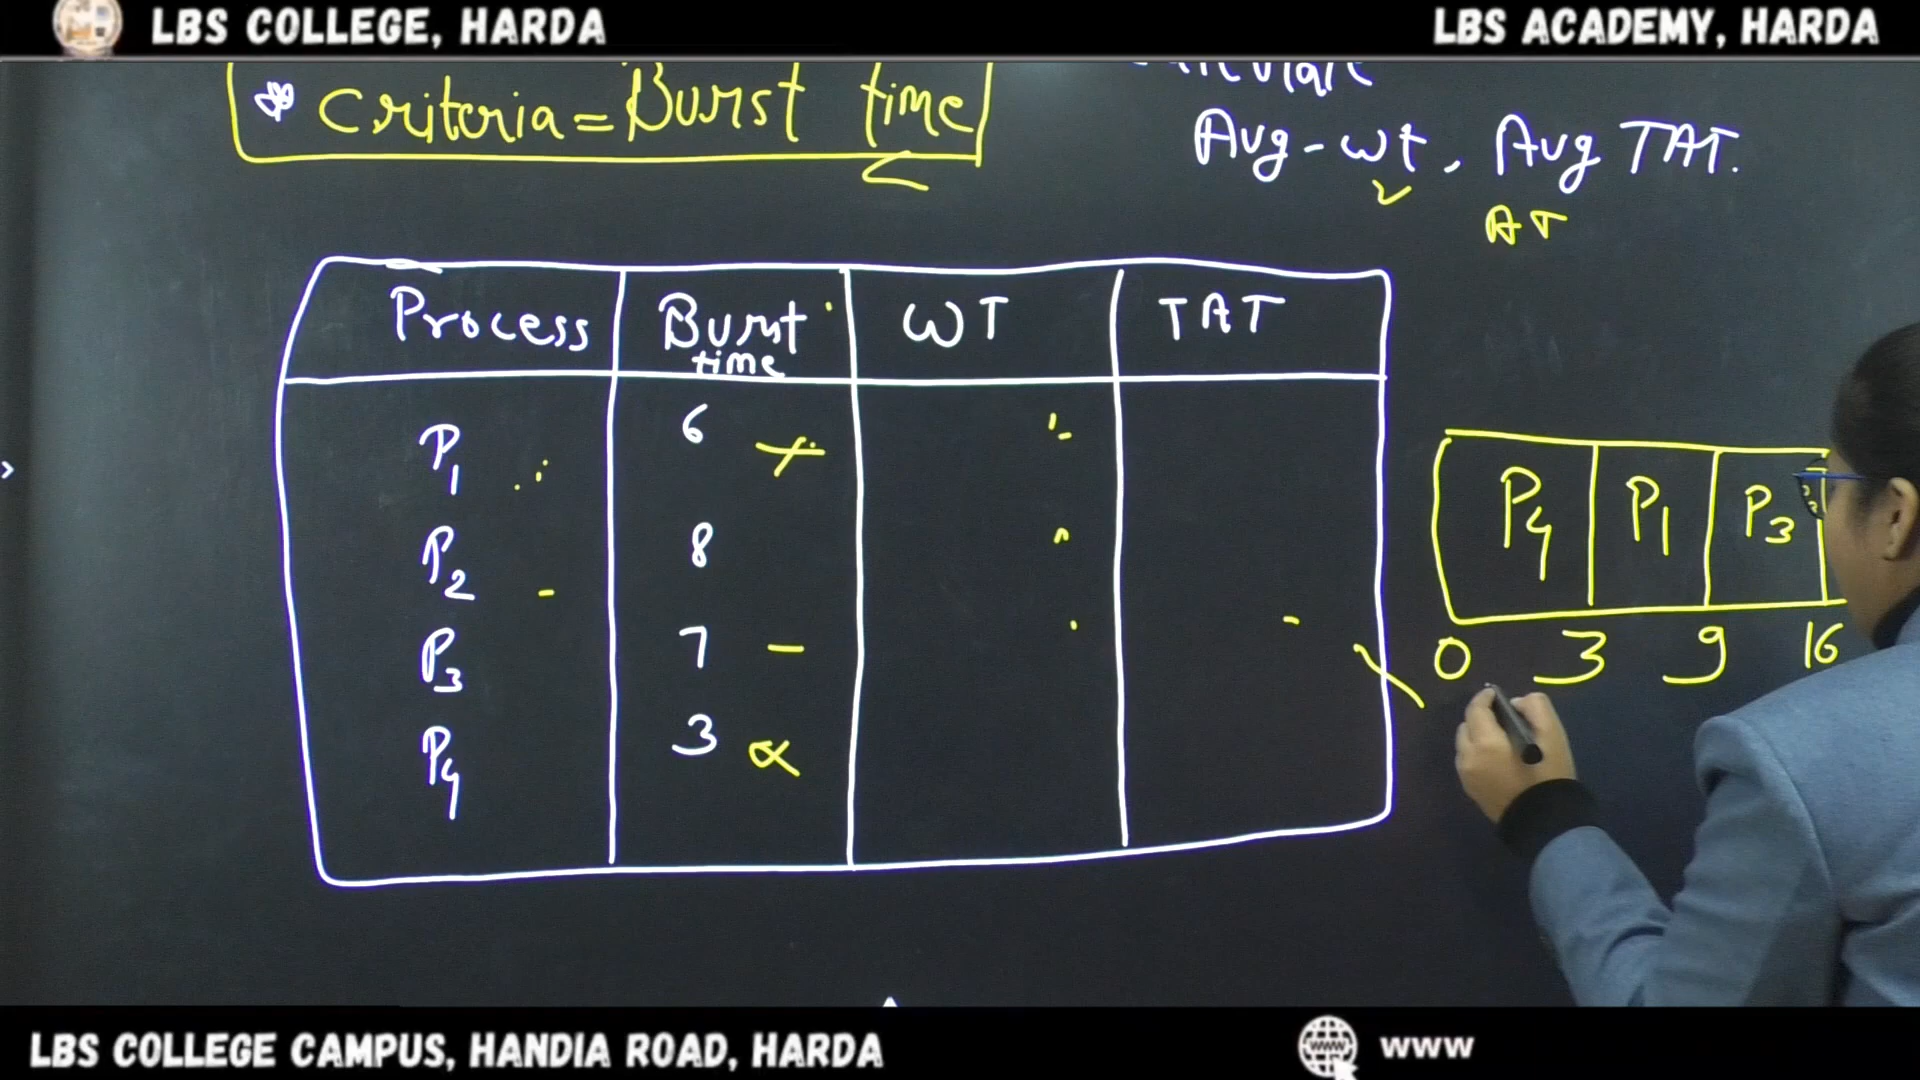 LBS COLLEGE, HARDA
LBS ACADEMY, HARDA
* Criteria = Burst time
Avg - wt, Avg TAT.
AT
Process Burst time WT TAT
P1 6
P2 8
P3 7
P4 3
P4 P1 P3
0 3 9 16
LBS COLLEGE CAMPUS, HANDIA ROAD, HARDA
www